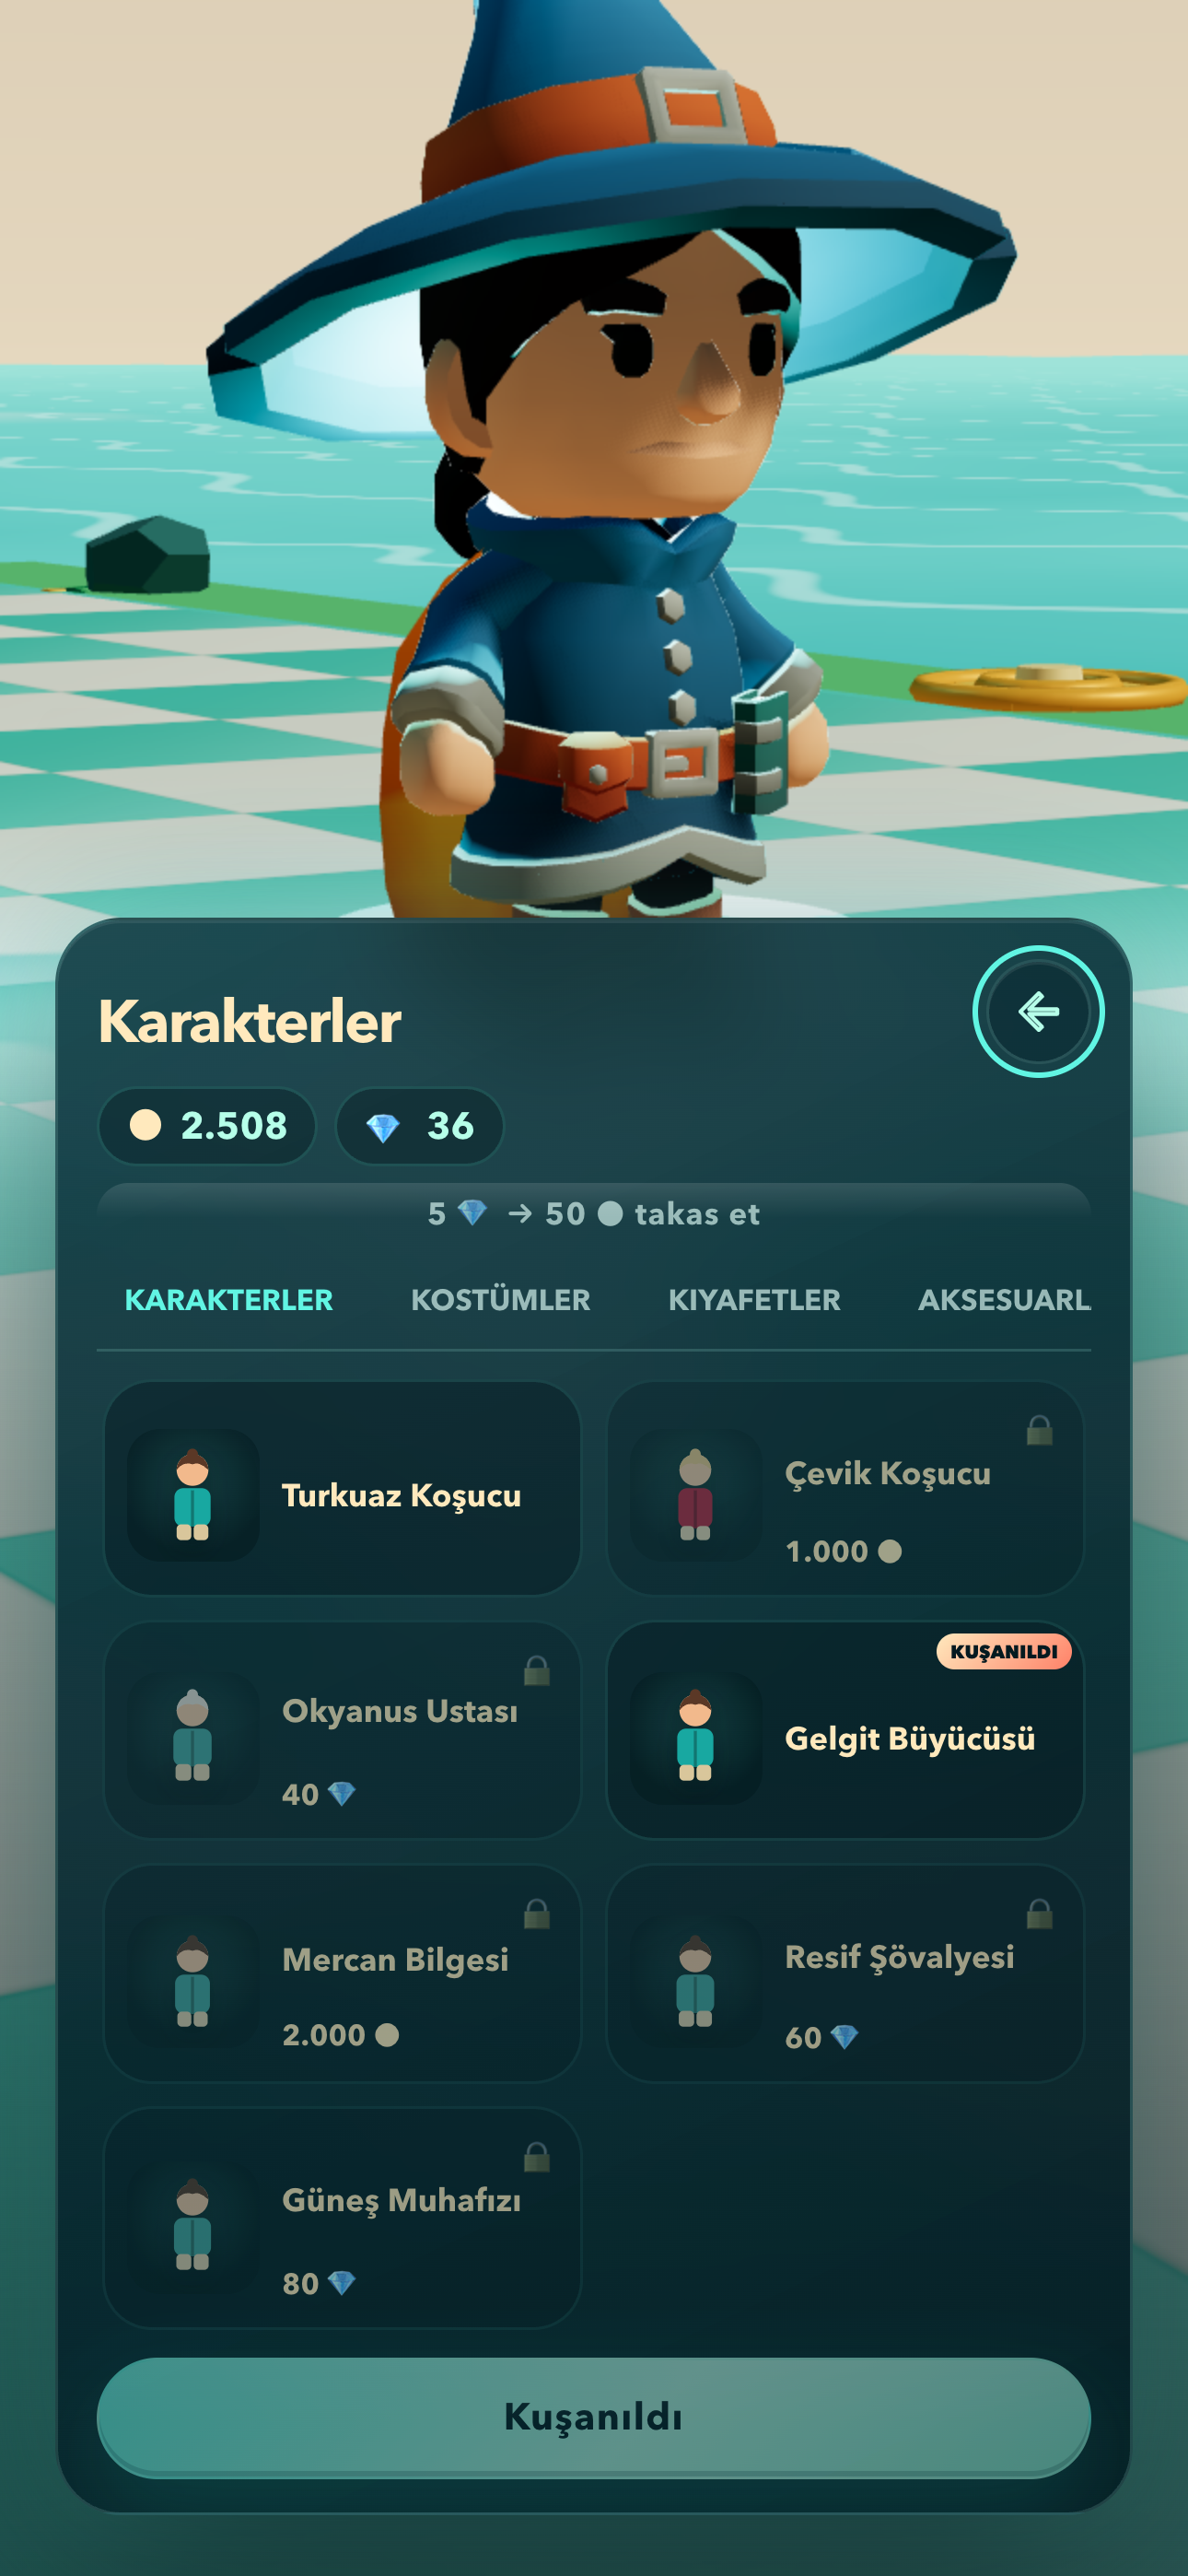 Karakterler
2.508 36
5 💎 → 50 takas et
KARAKTERLER KOSTÜMLER KIYAFETLER AKSESUARL
Turkuaz Koşucu
Çevik Koşucu
1.000
Okyanus Ustası
40
KUŞANILDI
Gelgit Büyücüsü
Mercan Bilgesi
2.000
Resif Şövalyesi
60
Güneş Muhafızı
80
Kuşanıldı